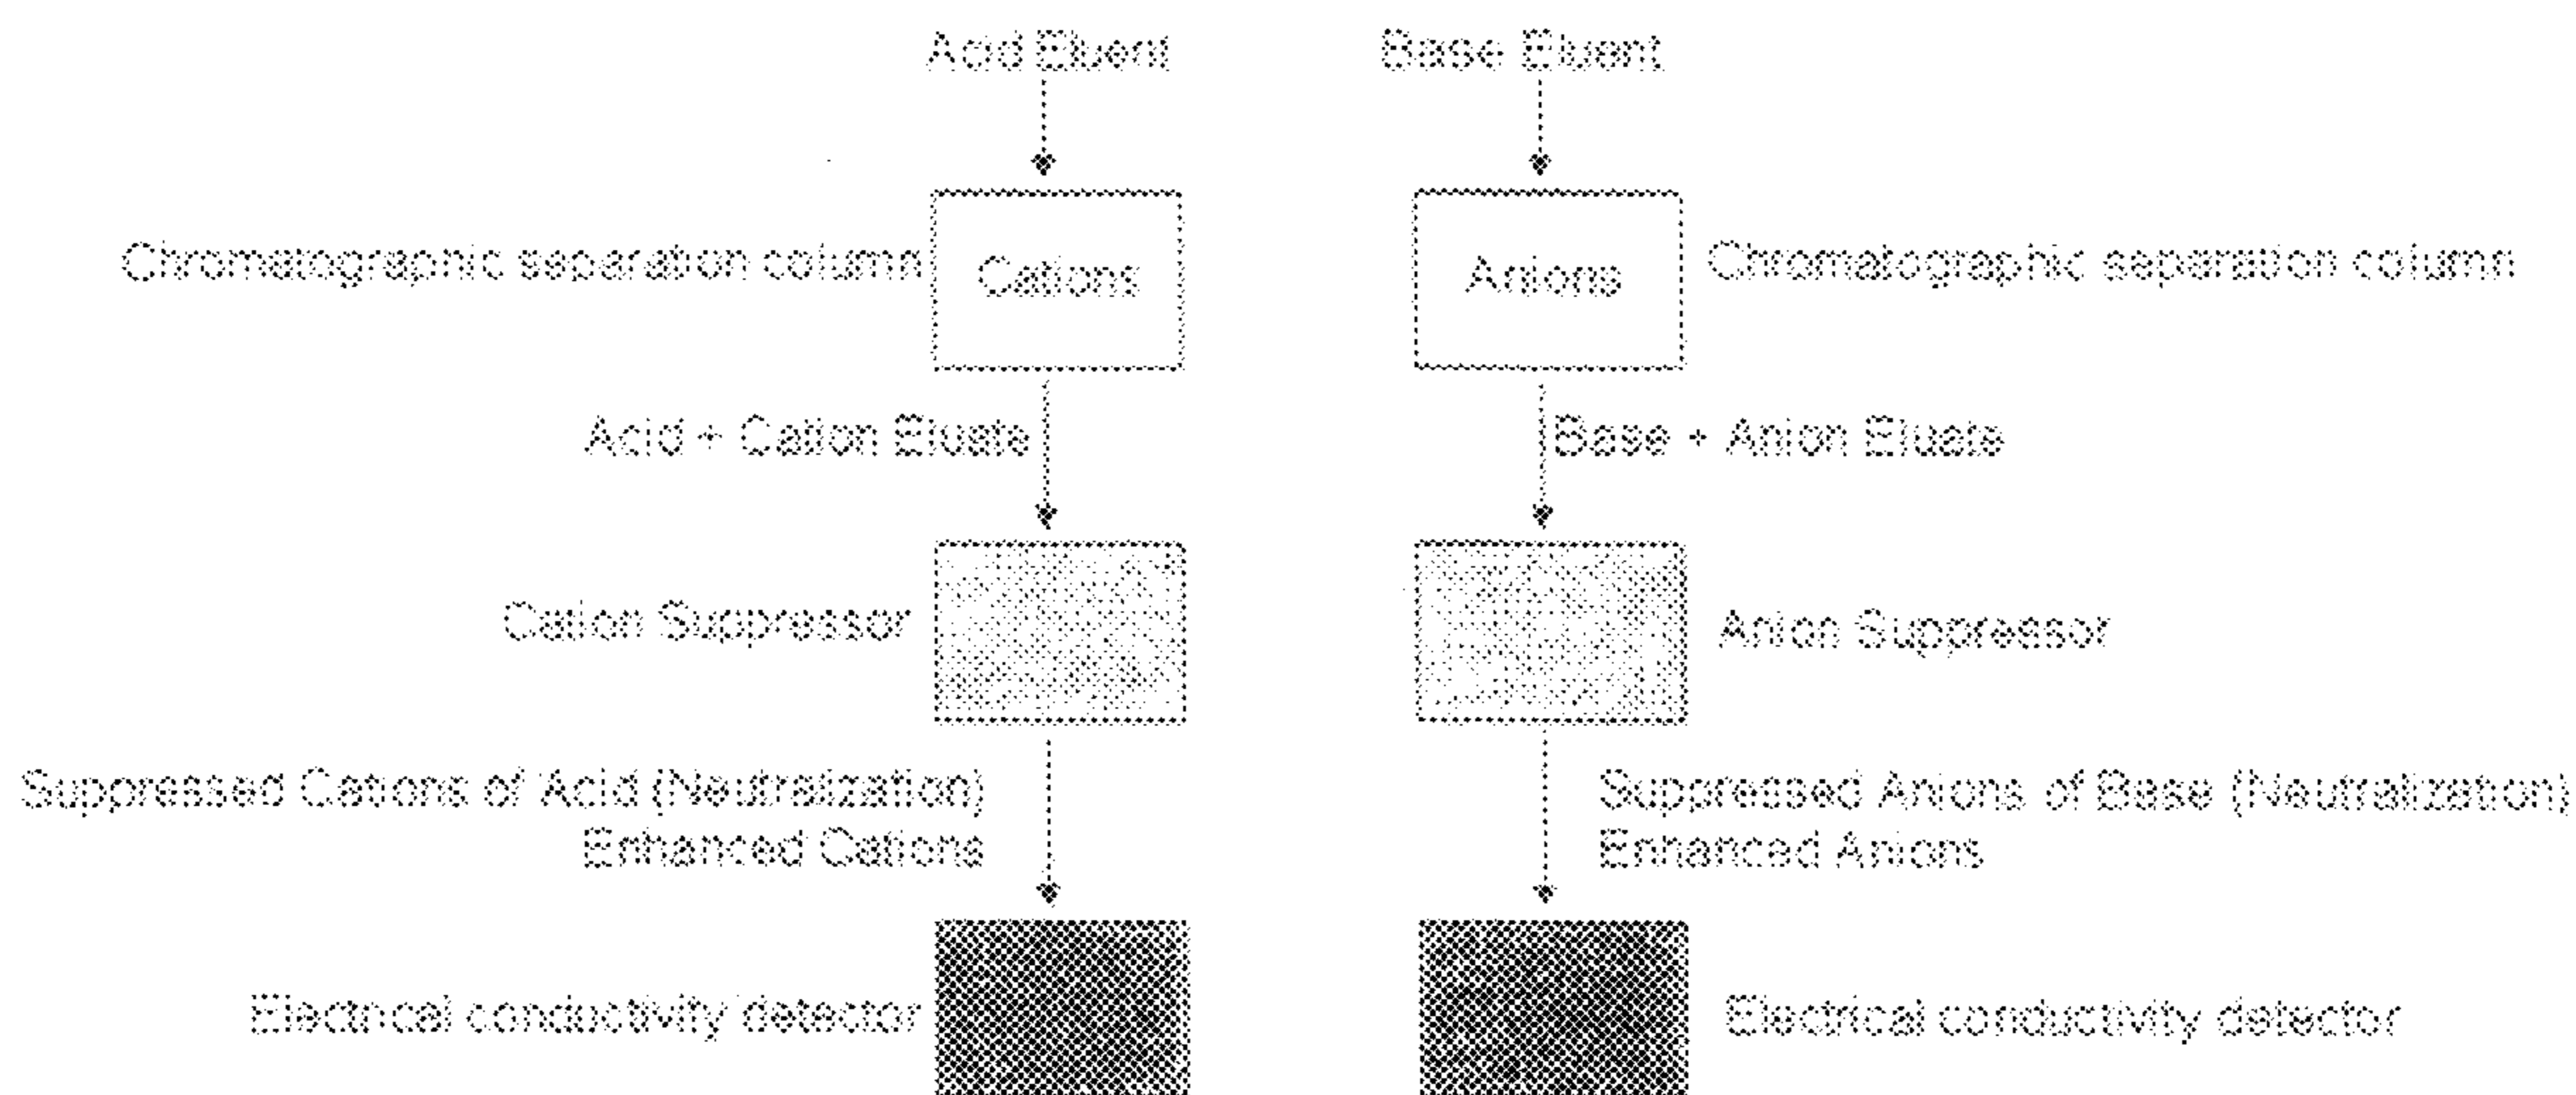 Acid Eluent
Base Eluent
Chromatographic separation column
Cations
Anions
Chromatographic separation column
Acid + Cation Eluate
Base + Anion Eluate
Cation Suppressor
Anion Suppressor
Suppressed Cations of Acid (Neutralization)
Enhanced Cations
Suppressed Anions of Base (Neutralization)
Enhanced Anions
Electrical conductivity detector
Electrical conductivity detector